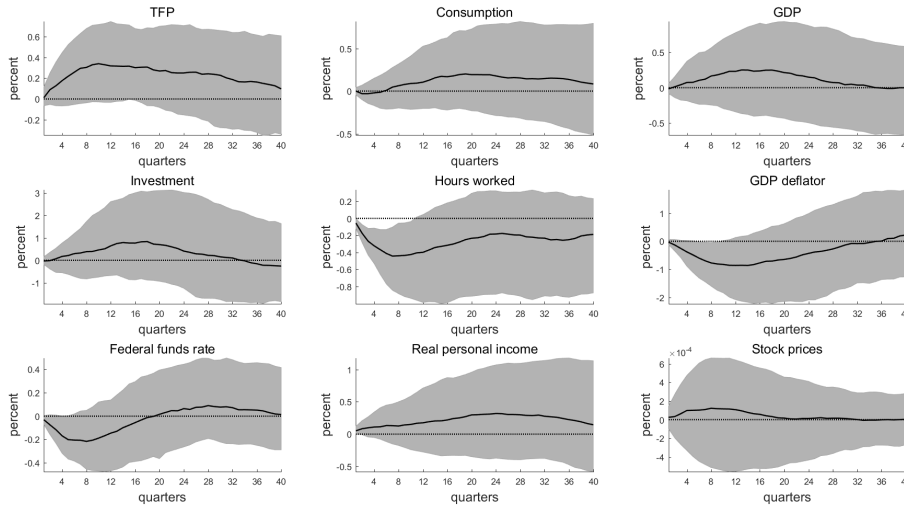 TFP
percent
0.6
0.4
0.2
0
-0.2
4 8 12 16 20 24 28 32 36 40
quarters
Consumption
percent
0.5
0
-0.5
4 8 12 16 20 24 28 32 36 40
quarters
GDP
percent
0.5
0
-0.5
4 8 12 16 20 24 28 32 36 40
quarters
Investment
percent
3
2
1
0
-1
4 8 12 16 20 24 28 32 36 40
quarters
Hours worked
percent
0
-0.2
-0.4
-0.6
-0.8
4 8 12 16 20 24 28 32 36 40
quarters
GDP deflator
percent
1
0
-1
-2
4 8 12 16 20 24 28 32 36 40
quarters
Federal funds rate
percent
0.4
0.2
0
-0.2
-0.4
4 8 12 16 20 24 28 32 36 40
quarters
Real personal income
percent
1
0.5
0
-0.5
4 8 12 16 20 24 28 32 36 40
quarters
Stock prices
×10⁻⁴
percent
6
4
2
0
-2
-4
4 8 12 16 20 24 28 32 36 40
quarters